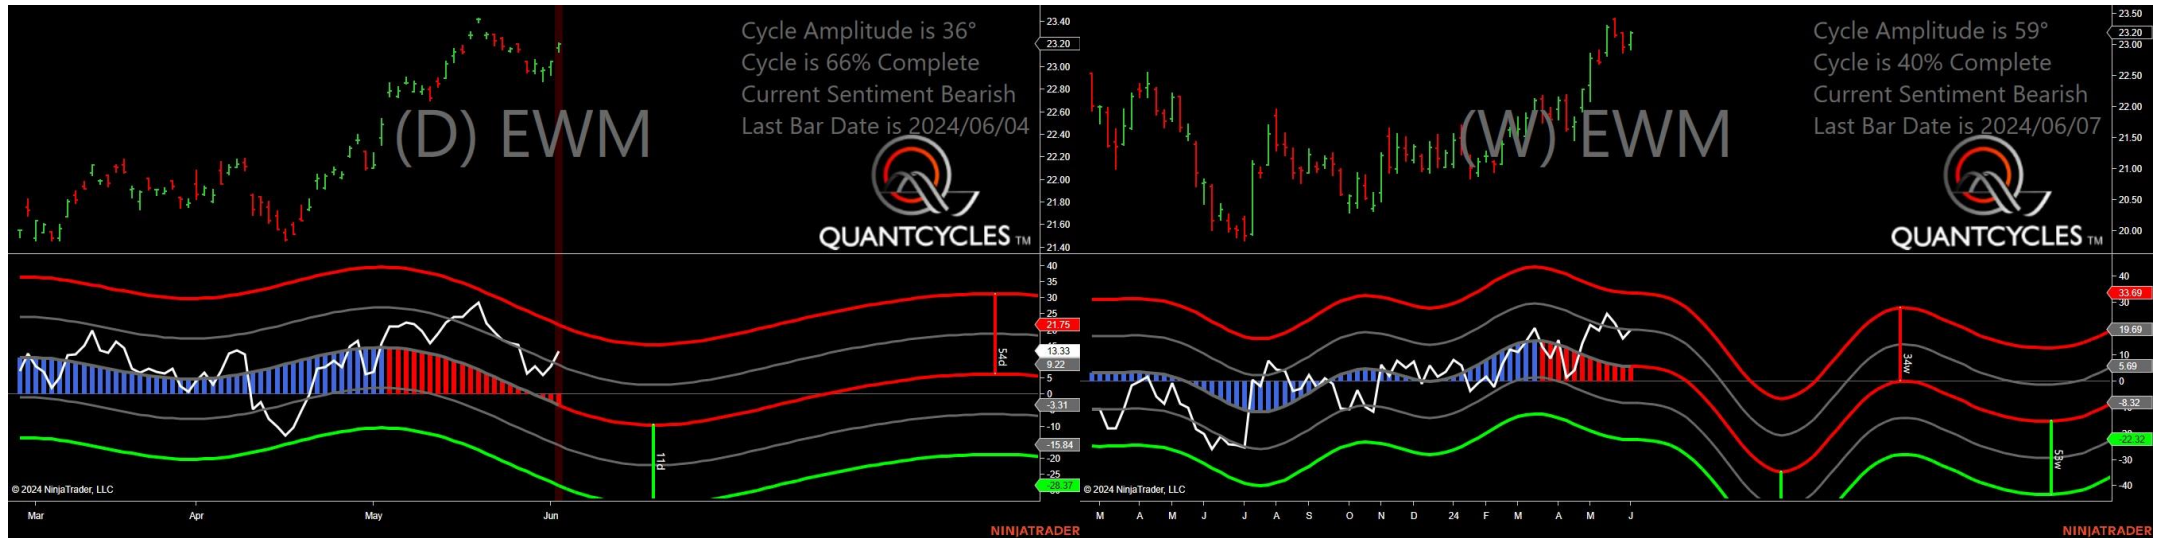 Cycle Amplitude is 36°
Cycle is 66% Complete
Current Sentiment Bearish
Last Bar Date is 2024/06/04
(D) EWM
QUANTCYCLES TM
23.40
23.20
23.00
22.80
22.60
22.40
22.20
22.00
21.80
21.60
21.40
40
35
30
25
21.75
13.33
9.22
5
0
-3.31
-10
-15.84
-20
-25
-28.37
54d
11d
© 2024 NinjaTrader, LLC
Mar Apr May Jun
NINJATRADER
Cycle Amplitude is 59°
Cycle is 40% Complete
Current Sentiment Bearish
Last Bar Date is 2024/06/07
(W) EWM
QUANTCYCLES TM
23.50
23.20
23.00
22.50
22.00
21.50
21.00
20.50
20.00
40
33.69
30
19.69
10
5.69
0
-8.32
-22.32
-30
-40
34w
53w
© 2024 NinjaTrader, LLC
M A M J J A S O N D 24 F M A M J
NINJATRADER